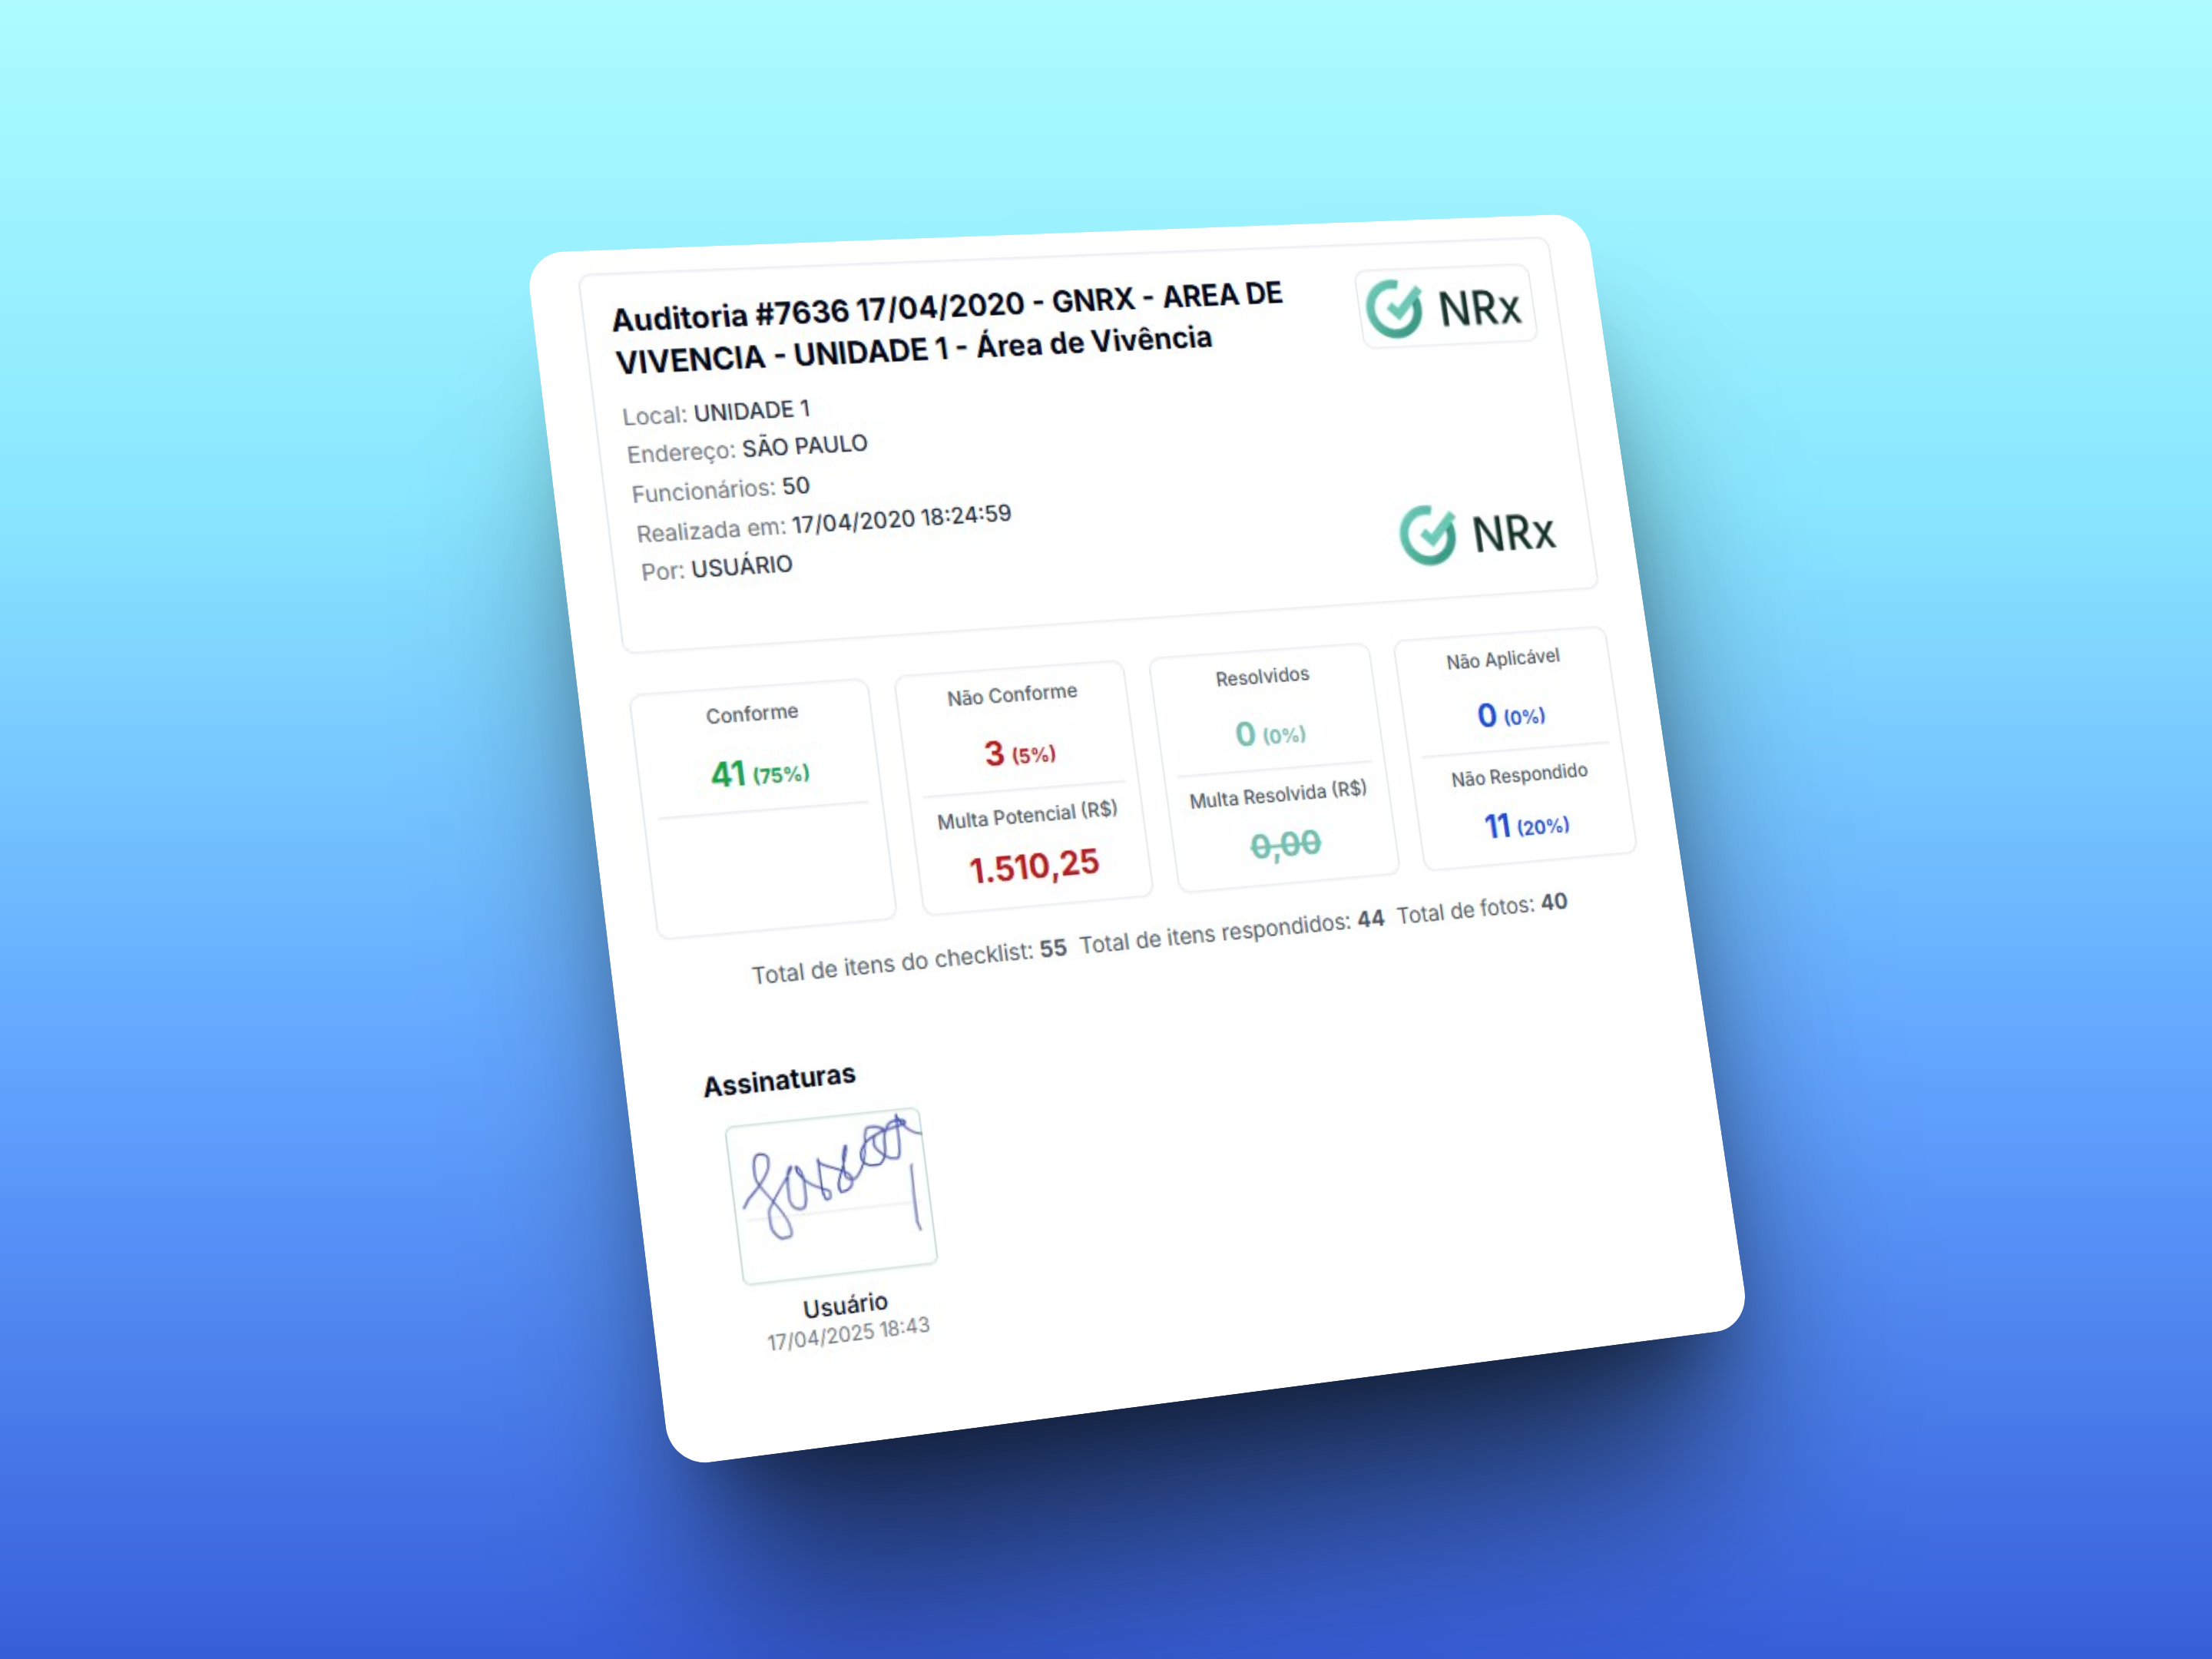 Auditoria #7636 17/04/2020 - GNRX - AREA DE
VIVENCIA - UNIDADE 1 - Área de Vivência
NRx
Local: UNIDADE 1
Endereço: SÃO PAULO
Funcionários: 50
Realizada em: 17/04/2020 18:24:59
Por: USUÁRIO
NRx
Conforme
41 (75%)
Não Conforme
3 (5%)
Multa Potencial (R$)
1.510,25
Resolvidos
0 (0%)
Multa Resolvida (R$)
0,00
Não Aplicável
0 (0%)
Não Respondido
11 (20%)
Total de itens do checklist: 55 Total de itens respondidos: 44 Total de fotos: 40
Assinaturas
Usuário
17/04/2025 18:43